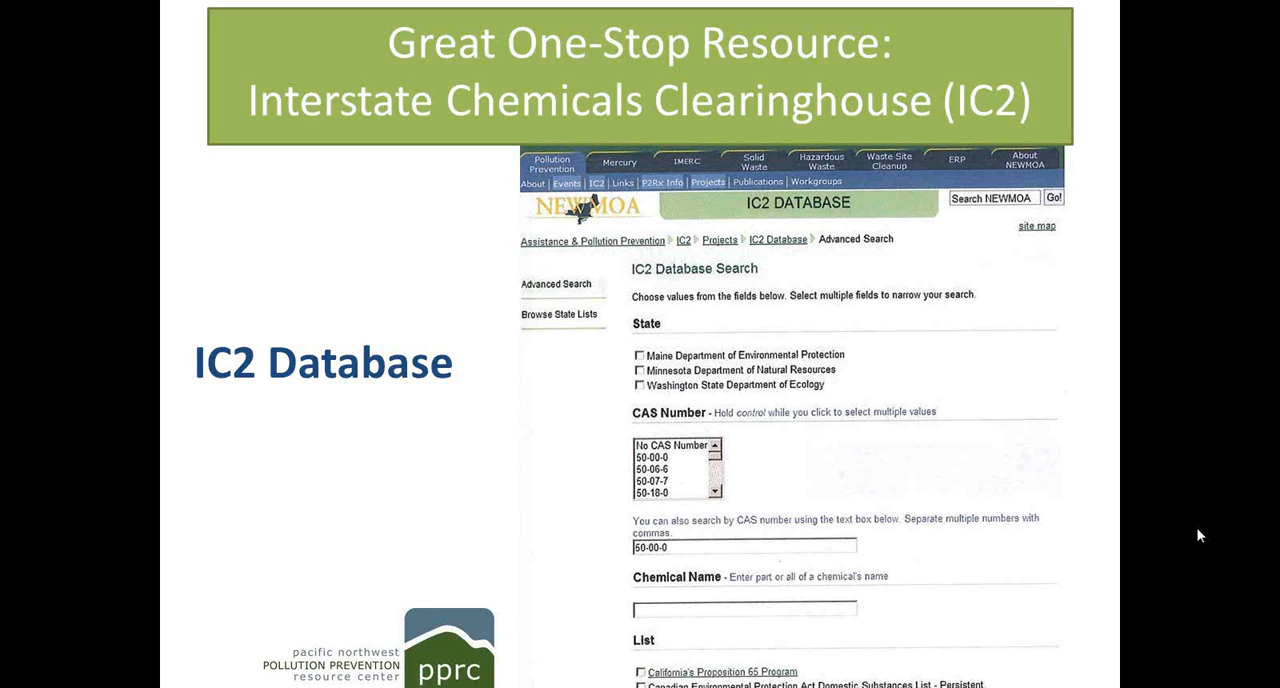 Great One-Stop Resource:
Interstate Chemicals Clearinghouse (IC2)
Pollution Prevention
Mercury
IMERC
Solid Waste
Hazardous Waste
Waste Site Cleanup
ERP
About NEWMOA
About | Events | IC2 | Links | P2Rx Info | Projects | Publications | Workgroups
NEWMOA
IC2 DATABASE
Search NEWMOA Go!
site map
Assistance & Pollution Prevention IC2 Projects IC2 Database Advanced Search
Advanced Search
Browse State Lists
IC2 Database Search
Choose values from the fields below. Select multiple fields to narrow your search.
State
Maine Department of Environmental Protection
Minnesota Department of Natural Resources
Washington State Department of Ecology
IC2 Database
CAS Number - Hold control while you click to select multiple values
No CAS Number
50-00-0
50-06-6
50-07-7
50-18-0
You can also search by CAS number using the text box below. Separate multiple numbers with
commas.
50-00-0
Chemical Name - Enter part or all of a chemical's name
List
California's Proposition 65 Program
Canadian Environmental Protection Act Domestic Substances List - Persistent,
pacific northwest
POLLUTION PREVENTION
resource center
pprc